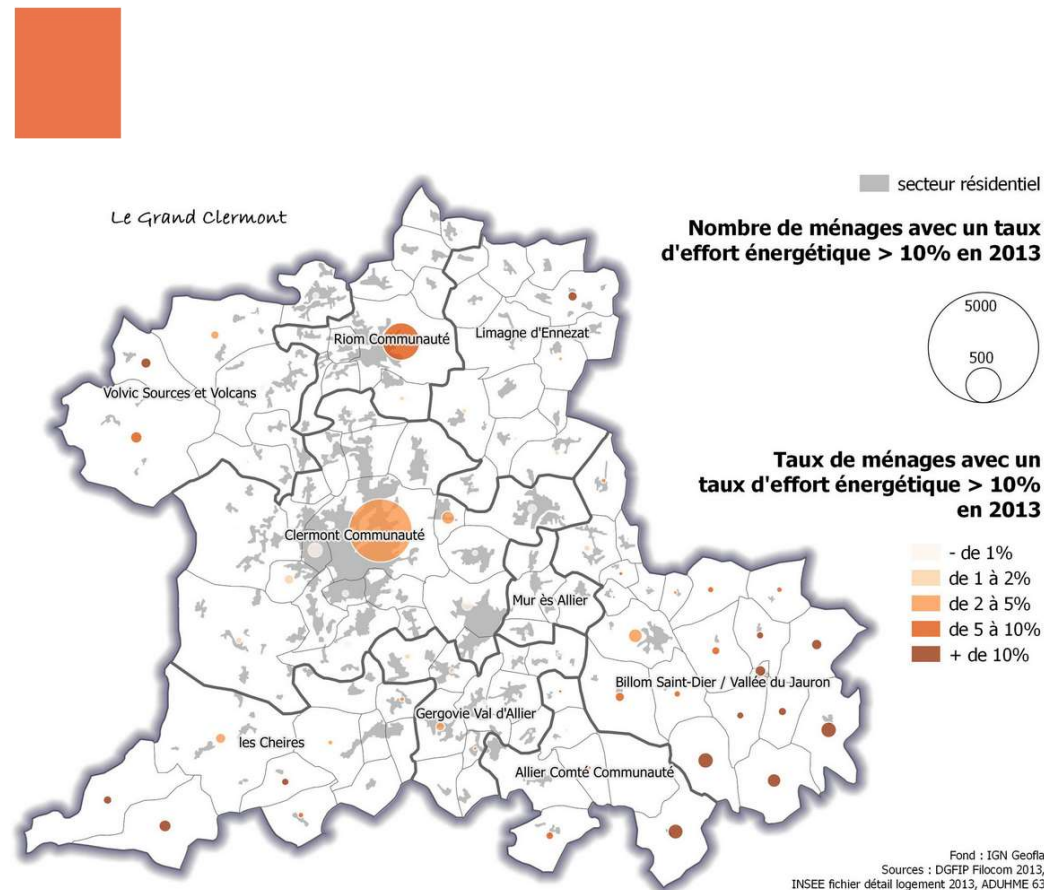 Le Grand Clermont
secteur résidentiel
Nombre de ménages avec un taux
d'effort énergétique > 10% en 2013
5000
500
Riom Communauté
Limagne d'Ennezat
Volvic Sources et Volcans
Clermont Communauté
Mur ès Allier
Billom Saint-Dier / Vallée du Jauron
Gergovie Val d'Allier
les Cheires
Allier Comté Communauté
Taux de ménages avec un
taux d'effort énergétique > 10%
en 2013
- de 1%
de 1 à 2%
de 2 à 5%
de 5 à 10%
+ de 10%
Fond : IGN Geofla
Sources : DGFIP Filocom 2013,
INSEE fichier détail logement 2013, ADUHME 63